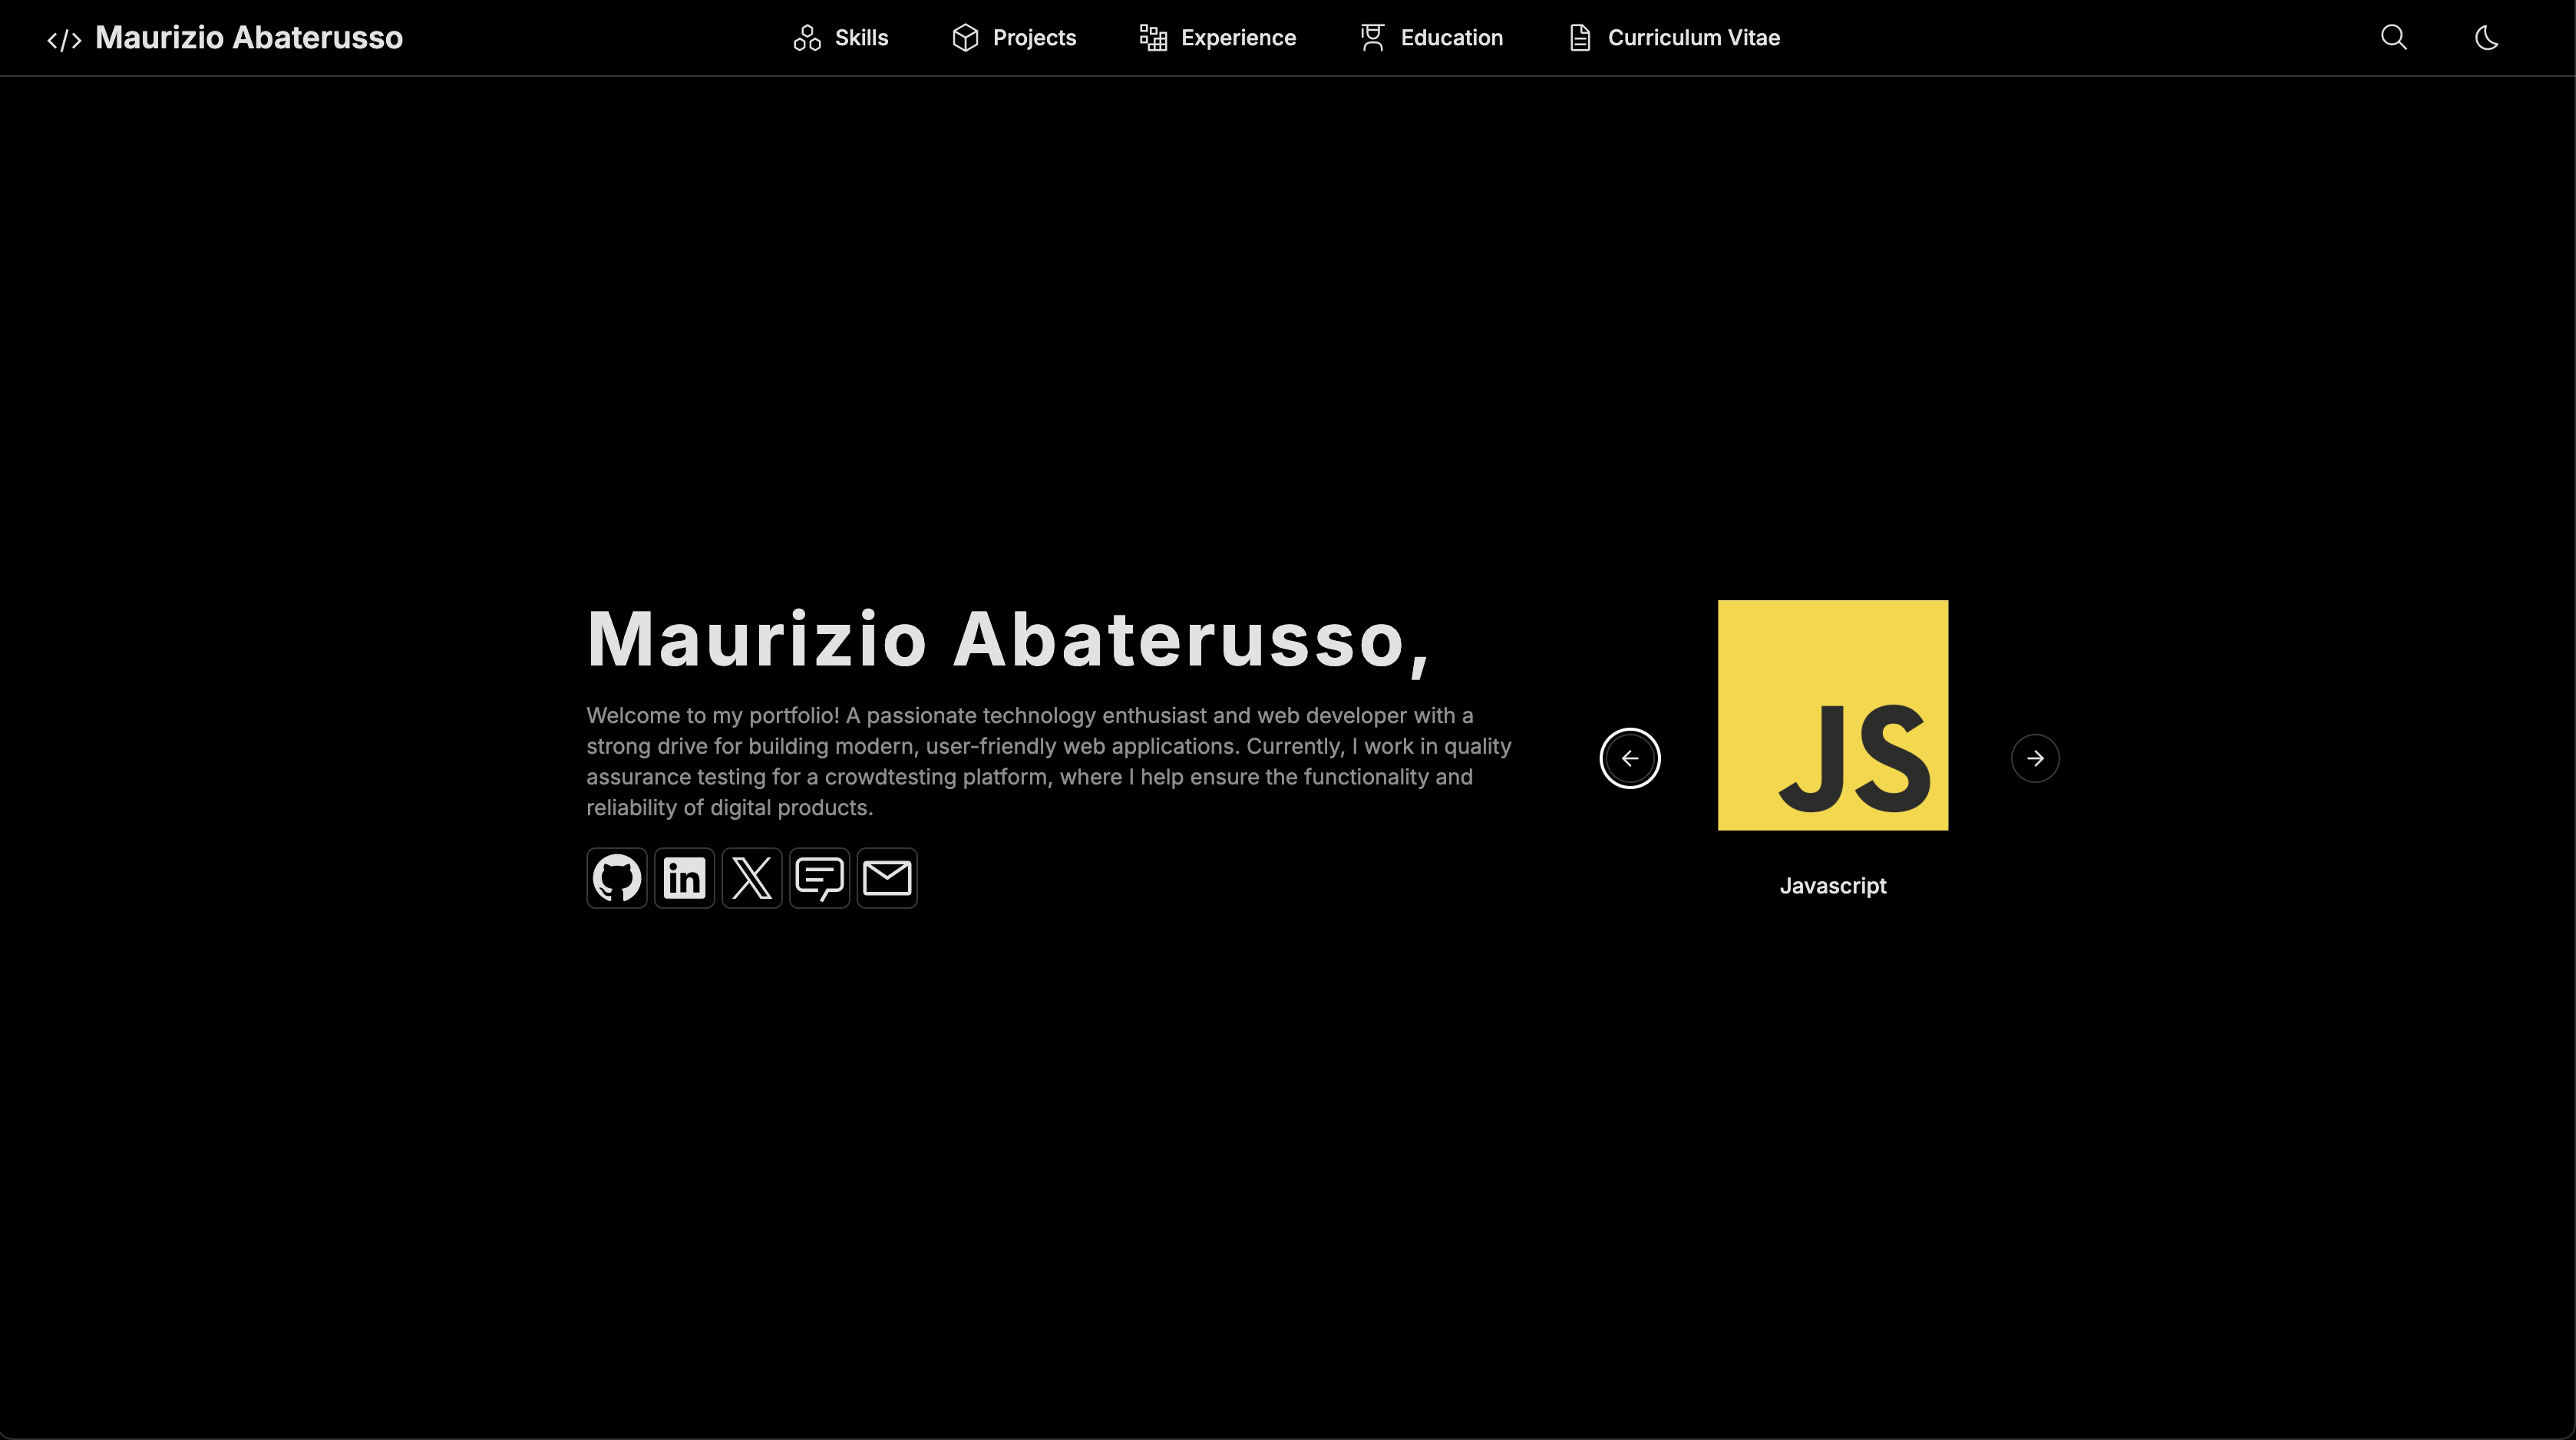 </> Maurizio Abaterusso
Skills
Projects
Experience
Education
Curriculum Vitae
Maurizio Abaterusso,
Welcome to my portfolio! A passionate technology enthusiast and web developer with a
strong drive for building modern, user-friendly web applications. Currently, I work in quality
assurance testing for a crowdtesting platform, where I help ensure the functionality and
reliability of digital products.
in
X
JS
Javascript